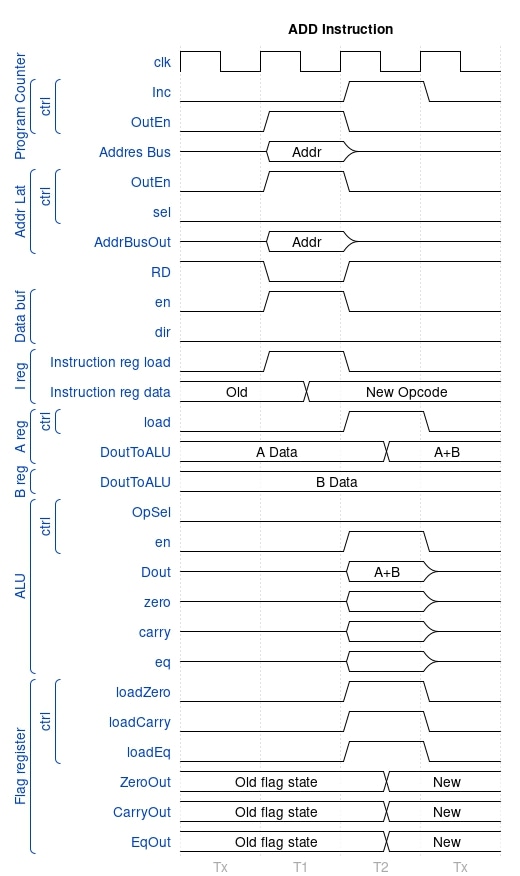 ADD Instruction
clk
Program Counter
ctrl
Inc
OutEn
Addres Bus
Addr
Addr Lat
ctrl
OutEn
sel
AddrBusOut
Addr
RD
Data buf
en
dir
I reg
Instruction reg load
Instruction reg data
Old
New Opcode
A reg
ctrl
load
DoutToALU
A Data
A+B
B reg
DoutToALU
B Data
ALU
ctrl
OpSel
en
Dout
A+B
zero
carry
eq
Flag register
ctrl
loadZero
loadCarry
loadEq
ZeroOut
Old flag state
New
CarryOut
Old flag state
New
EqOut
Old flag state
New
Tx
T1
T2
Tx